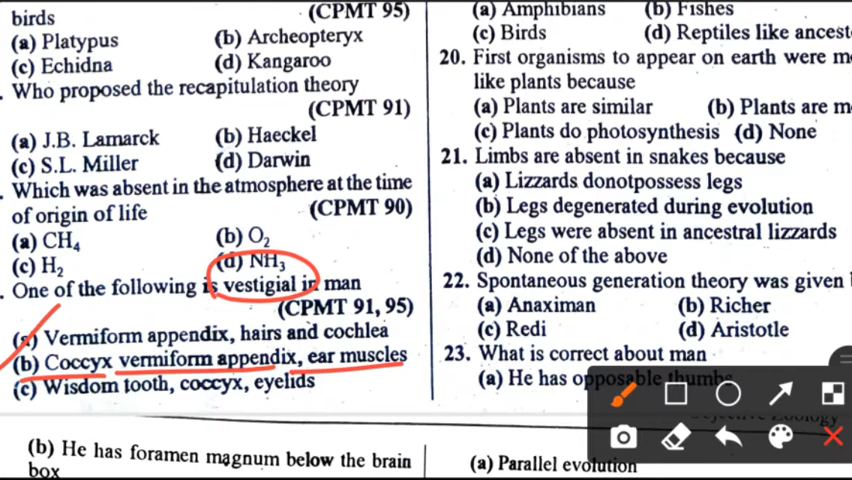 birds
(CPMT 95)
(a) Platypus (b) Archeopteryx
(c) Echidna (d) Kangaroo
. Who proposed the recapitulation theory
(CPMT 91)
(a) J.B. Lamarck (b) Haeckel
(c) S.L. Miller (d) Darwin
. Which was absent in the atmosphere at the time
of origin of life (CPMT 90)
(a) CH₄ (b) O₂
(c) H₂ (d) NH₃
. One of the following is vestigial in man
(CPMT 91, 95)
(a) Vermiform appendix, hairs and cochlea
(b) Coccyx vermiform appendix, ear muscles
(c) Wisdom tooth, coccyx, eyelids
(a) Amphibians (b) Fishes
(c) Birds (d) Reptiles like ancest
20. First organisms to appear on earth were m
like plants because
(a) Plants are similar (b) Plants are m
(c) Plants do photosynthesis (d) None
21. Limbs are absent in snakes because
(a) Lizzards donotpossess legs
(b) Legs degenerated during evolution
(c) Legs were absent in ancestral lizzards
(d) None of the above
22. Spontaneous generation theory was given
(a) Anaximan (b) Richer
(c) Redi (d) Aristotle
23. What is correct about man
(a) He has opposable thumbs
Objective Zoology
(b) He has foramen magnum below the brain
box
(a) Parallel evolution